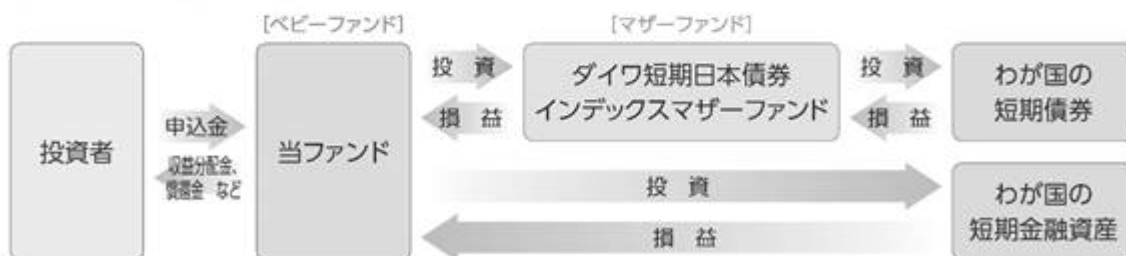 [ベビーファンド]
[マザーファンド]
投資者
申込金
収益分配金、
償還金 など
当ファンド
投 資
損 益
ダイワ短期日本債券
インデックスマザーファンド
投 資
損 益
わが国の
短期債券
投 資
損 益
わが国の
短期金融資産